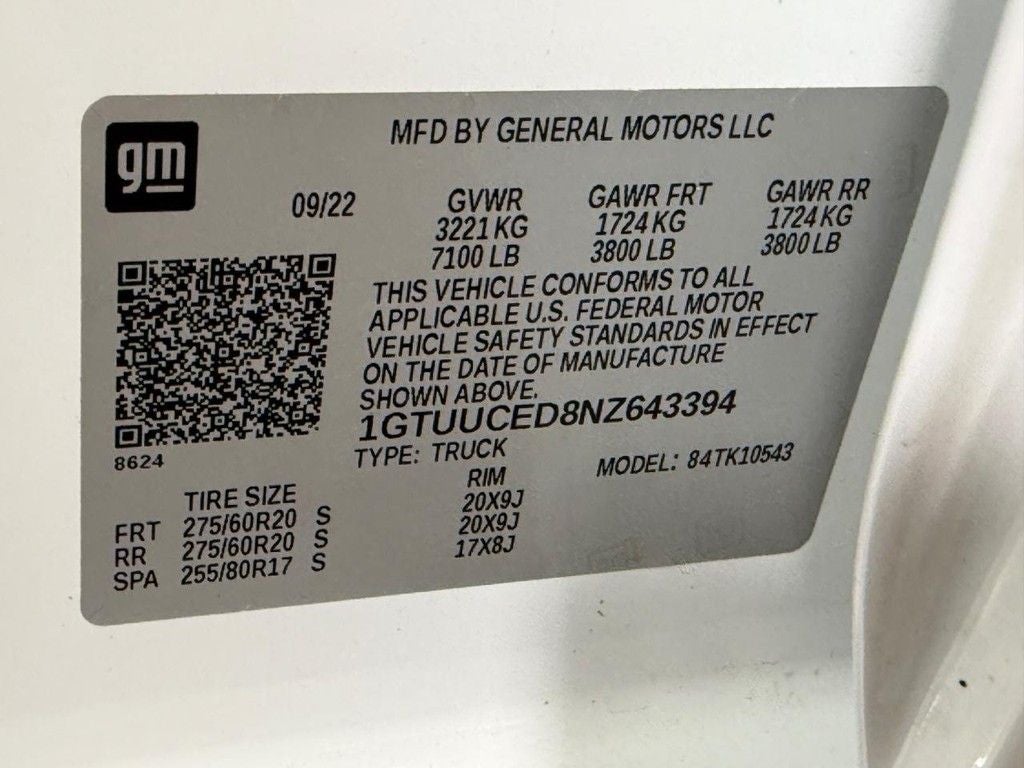 gm
MFD BY GENERAL MOTORS LLC
09/22 GVWR GAWR FRT GAWR RR
3221 KG 1724 KG 1724 KG
7100 LB 3800 LB 3800 LB
THIS VEHICLE CONFORMS TO ALL
APPLICABLE U.S. FEDERAL MOTOR
VEHICLE SAFETY STANDARDS IN EFFECT
ON THE DATE OF MANUFACTURE
SHOWN ABOVE.
1GTUUCED8NZ643394
8624
TYPE: TRUCK MODEL: 84TK10543
TIRE SIZE RIM
FRT 275/60R20 S 20X9J
RR 275/60R20 S 20X9J
SPA 255/80R17 S 17X8J